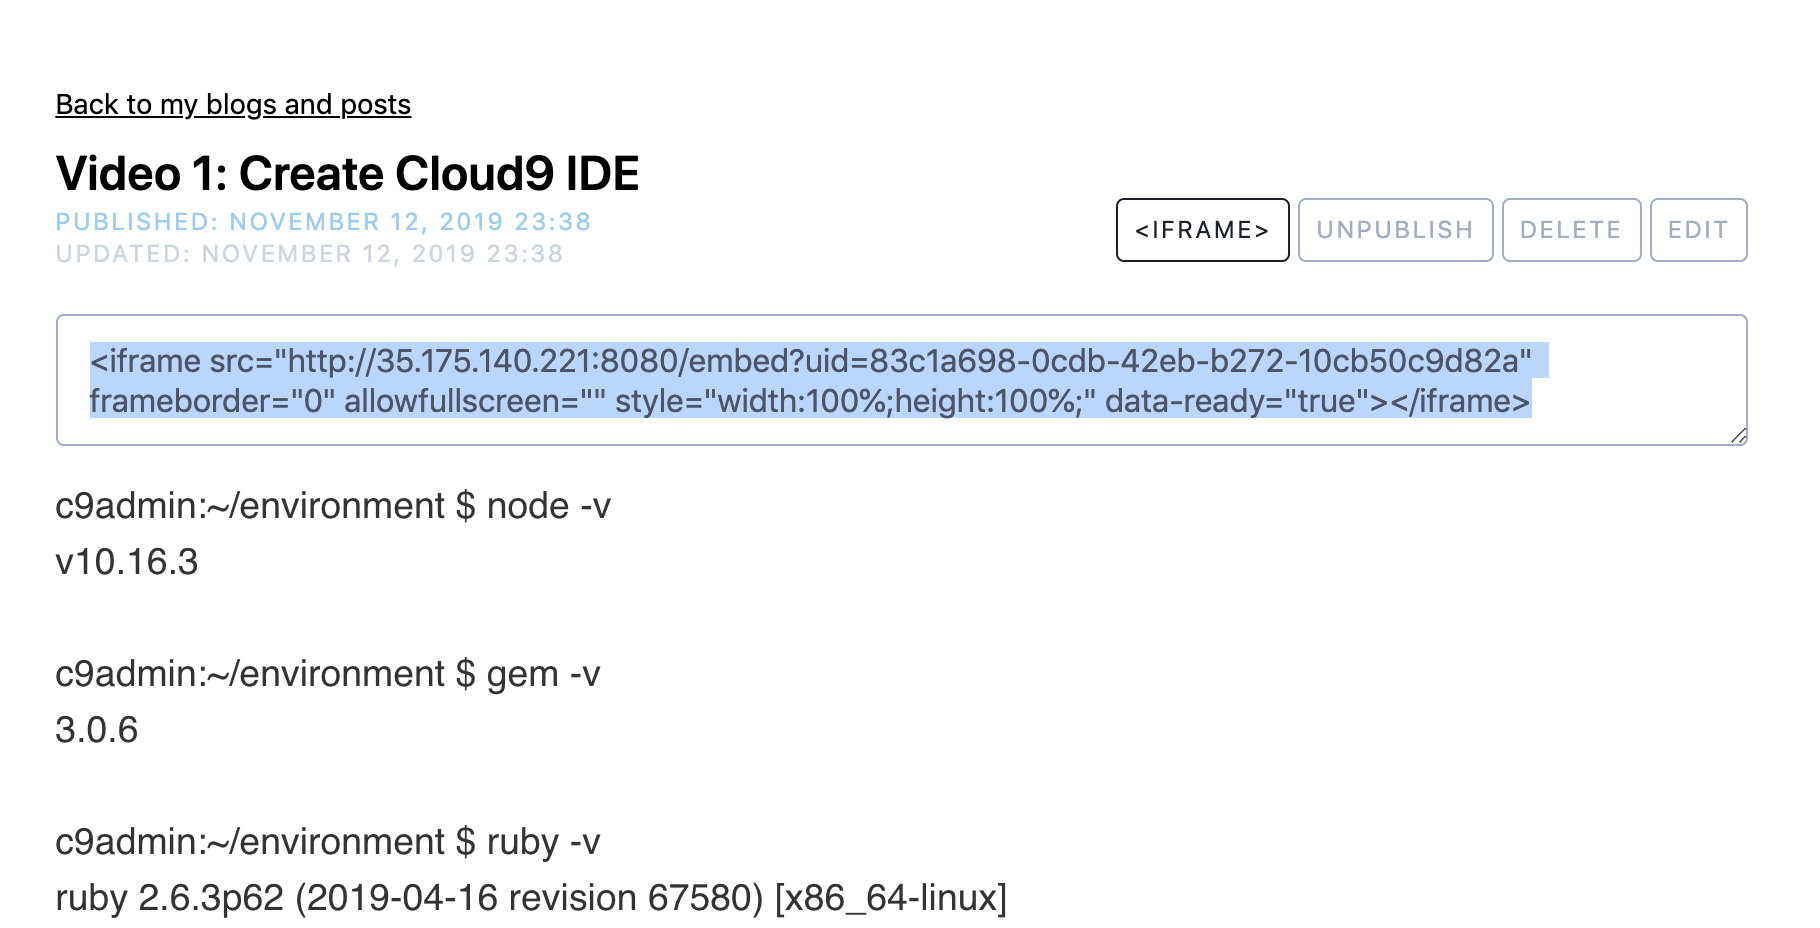 Back to my blogs and posts
Video 1: Create Cloud9 IDE
PUBLISHED: NOVEMBER 12, 2019 23:38
UPDATED: NOVEMBER 12, 2019 23:38
<IFRAME> UNPUBLISH DELETE EDIT
<iframe src="http://35.175.140.221:8080/embed?uid=83c1a698-0cdb-42eb-b272-10cb50c9d82a"
frameborder="0" allowfullscreen="" style="width:100%;height:100%;" data-ready="true"></iframe>
c9admin:~/environment $ node -v
v10.16.3
c9admin:~/environment $ gem -v
3.0.6
c9admin:~/environment $ ruby -v
ruby 2.6.3p62 (2019-04-16 revision 67580) [x86_64-linux]